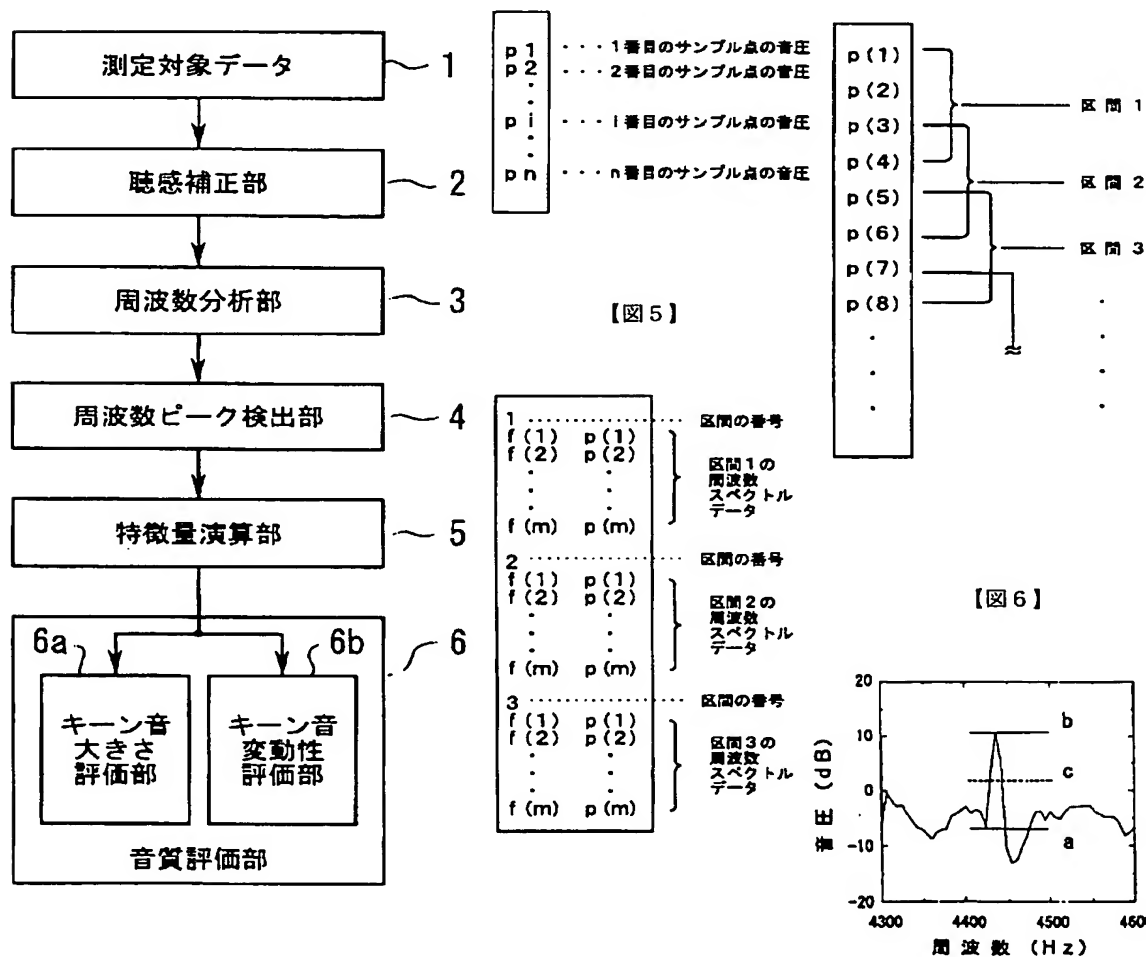 測定対象データ
1
聴感補正部
2
周波数分析部
3
周波数ピーク検出部
4
特徴量演算部
5
6a
6b
6
キーン音
大きさ
評価部
キーン音
変動性
評価部
音質評価部
p1 ・・・1番目のサンプル点の音圧
p2 ・・・2番目のサンプル点の音圧
・
・
pi ・・・i番目のサンプル点の音圧
・
・
pn ・・・n番目のサンプル点の音圧
p(1)
p(2)
p(3)
p(4)
p(5)
p(6)
p(7)
p(8)
・
・
・
区間1
区間2
区間3
・
・
・
・
≈
【図5】
1 ・・・・・・ 区間の番号
f(1) p(1)
f(2) p(2)
・ ・
・ ・
・ ・
f(m) p(m)
区間1の
周波数
スペクトル
データ
2 ・・・・・・ 区間の番号
f(1) p(1)
f(2) p(2)
・ ・
・ ・
・ ・
f(m) p(m)
区間2の
周波数
スペクトル
データ
3 ・・・・・・ 区間の番号
f(1) p(1)
f(2) p(2)
・ ・
・ ・
・ ・
f(m) p(m)
区間3の
周波数
スペクトル
データ
【図6】
音圧 (dB)
20
10
0
-10
-20
b
c
a
4300 4400 4500 460
周波数 (Hz)